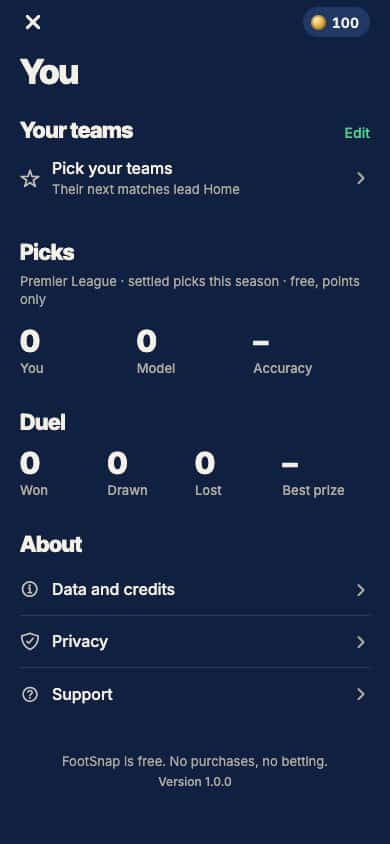 100
You
Your teams
Edit
Pick your teams
Their next matches lead Home
Picks
Premier League · settled picks this season · free, points
only
0 0 –
You Model Accuracy
Duel
0 0 0 –
Won Drawn Lost Best prize
About
Data and credits
Privacy
Support
FootSnap is free. No purchases, no betting.
Version 1.0.0